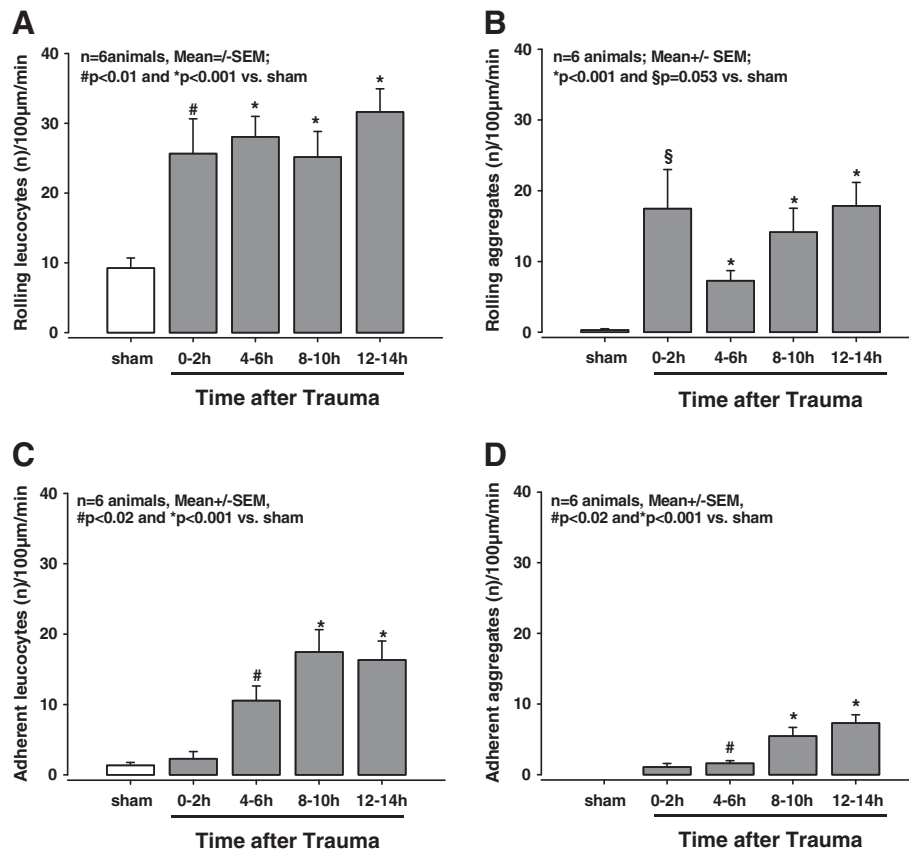 A
n=6animals, Mean=/-SEM;
#p<0.01 and *p<0.001 vs. sham
Rolling leucocytes (n)/100μm/min
40
30
20
10
0
#
*
*
*
sham 0-2h 4-6h 8-10h 12-14h
Time after Trauma
B
n=6 animals; Mean+/- SEM;
*p<0.001 and §p=0.053 vs. sham
Rolling aggregates (n)/100μm/min
40
30
20
10
0
§
*
*
*
sham 0-2h 4-6h 8-10h 12-14h
Time after Trauma
C
n=6 animals, Mean+/-SEM,
#p<0.02 and *p<0.001 vs. sham
Adherent leucocytes (n)/100μm/min
40
30
20
10
0
#
*
*
sham 0-2h 4-6h 8-10h 12-14h
Time after Trauma
D
n=6 animals, Mean+/-SEM,
#p<0.02 and*p<0.001 vs. sham
Adherent aggregates (n)/100μm/min
40
30
20
10
0
#
*
*
sham 0-2h 4-6h 8-10h 12-14h
Time after Trauma